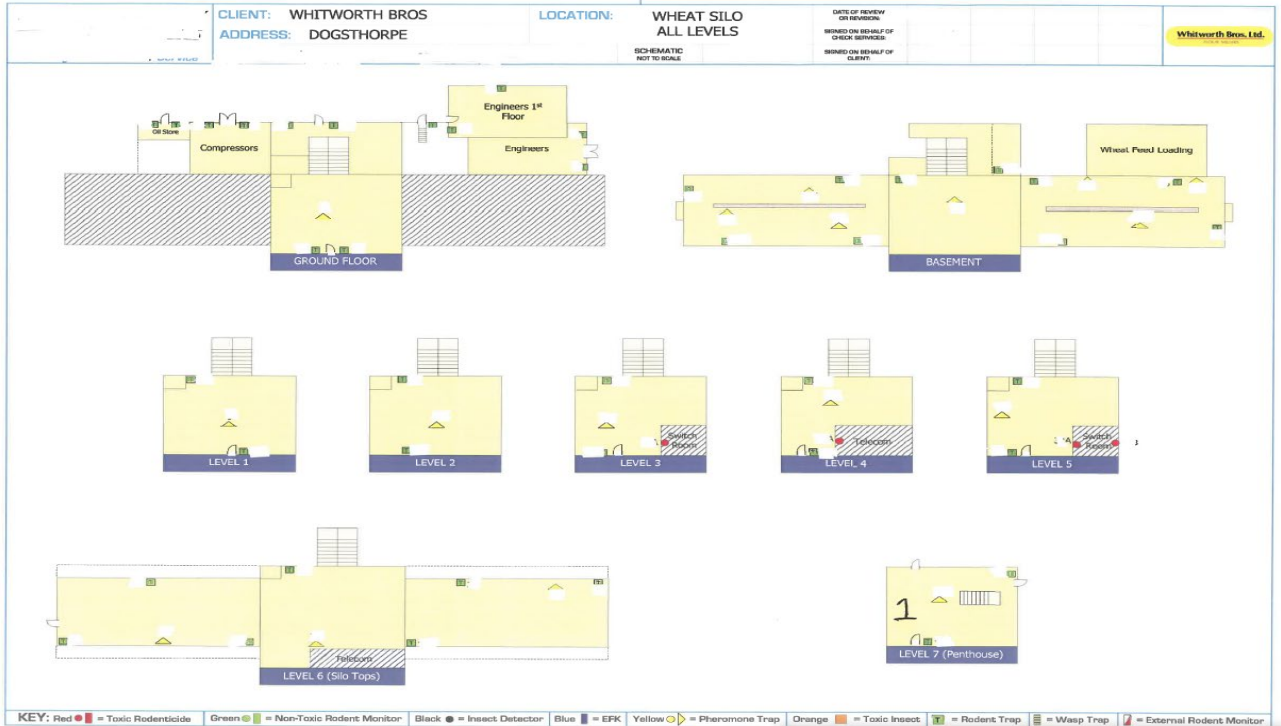 CLIENT: WHITWORTH BROS
ADDRESS: DOGSTHORPE
LOCATION: WHEAT SILO
ALL LEVELS
SCHEMATIC
NOT TO SCALE
DATE OF REVIEW
OR REVISION:
SIGNED ON BEHALF OF
CHECK SERVICES:
SIGNED ON BEHALF OF
CLIENT:
Whitworth Bros. Ltd.
Oil Store
Compressors
Engineers 1st
Floor
Engineers
GROUND FLOOR
Wheat Feed Loading
BASEMENT
LEVEL 1
LEVEL 2
Switch
Room
LEVEL 3
Telecom
LEVEL 4
Switch
Room
LEVEL 5
Telecom
LEVEL 6 (Silo Tops)
1
LEVEL 7 (Penthouse)
KEY: Red = Toxic Rodenticide Green = Non-Toxic Rodent Monitor Black = Insect Detector Blue = EFK Yellow = Pheromone Trap Orange = Toxic Insect T = Rodent Trap = Wasp Trap = External Rodent Monitor